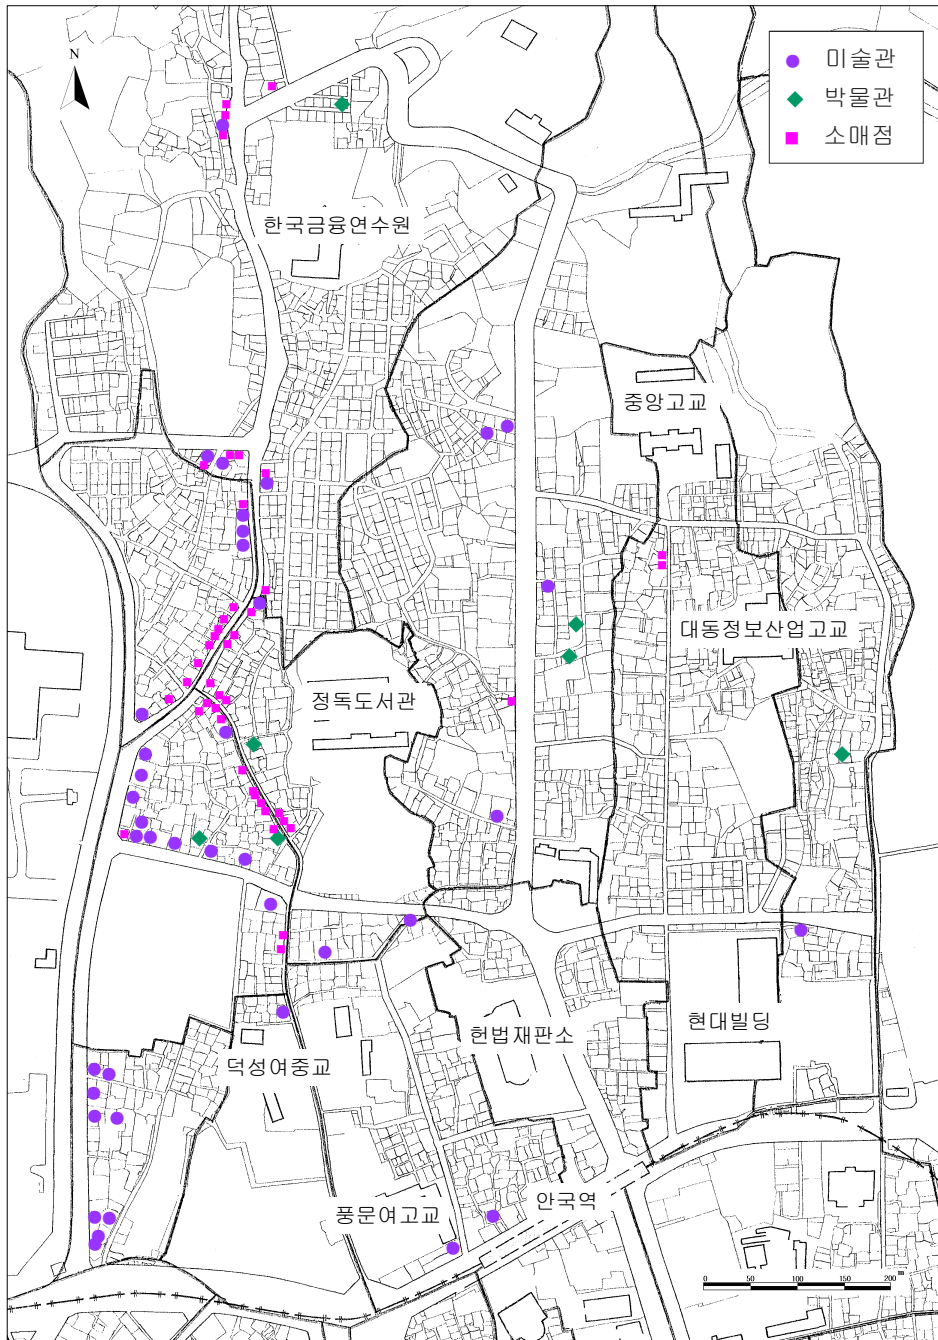 N
미술관
박물관
소매점
한국금융연수원
중앙고교
대동정보산업고교
정독도서관
현대빌딩
헌법재판소
덕성여중교
안국역
풍문여고교
0 50 100 150 200 m